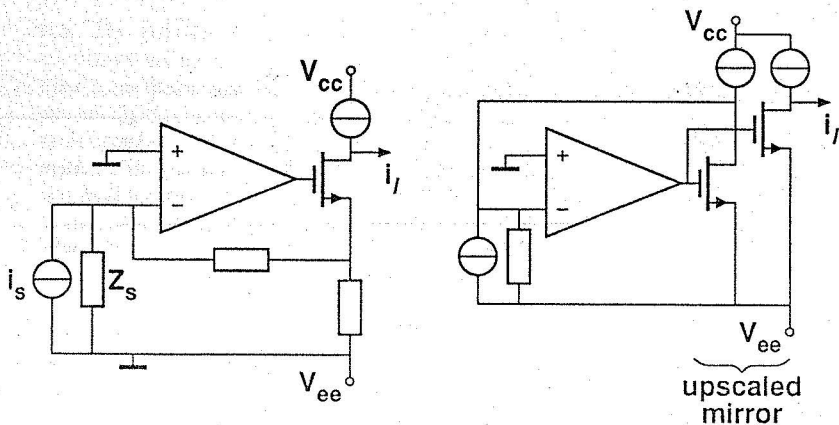 Vcc
+
−
il
is
Zs
Vee
Vcc
+
−
il
Vee
upscaled
mirror